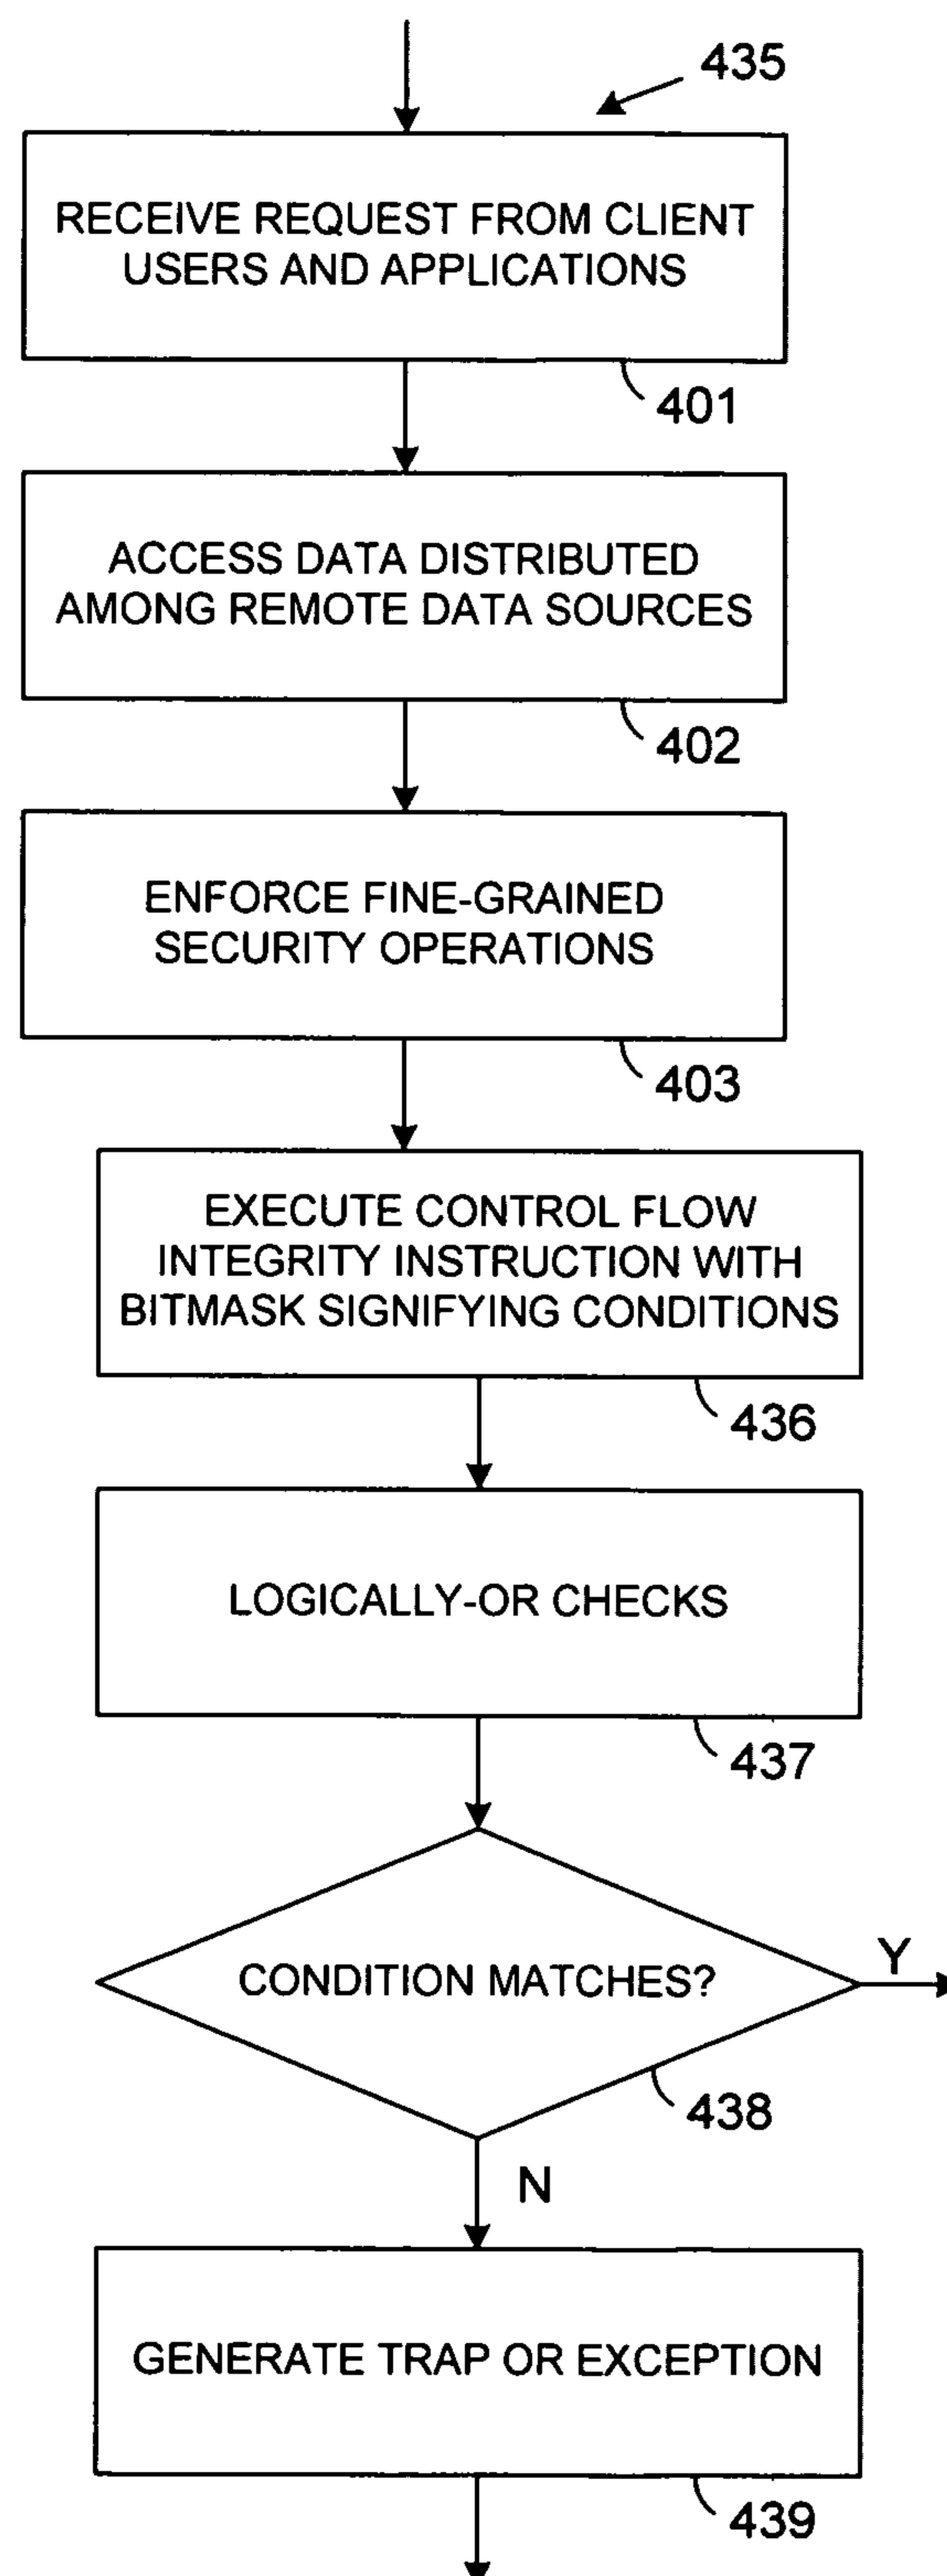 435
RECEIVE REQUEST FROM CLIENT
USERS AND APPLICATIONS
401
ACCESS DATA DISTRIBUTED
AMONG REMOTE DATA SOURCES
402
ENFORCE FINE-GRAINED
SECURITY OPERATIONS
403
EXECUTE CONTROL FLOW
INTEGRITY INSTRUCTION WITH
BITMASK SIGNIFYING CONDITIONS
436
LOGICALLY-OR CHECKS
437
CONDITION MATCHES?
Y
438
N
GENERATE TRAP OR EXCEPTION
439